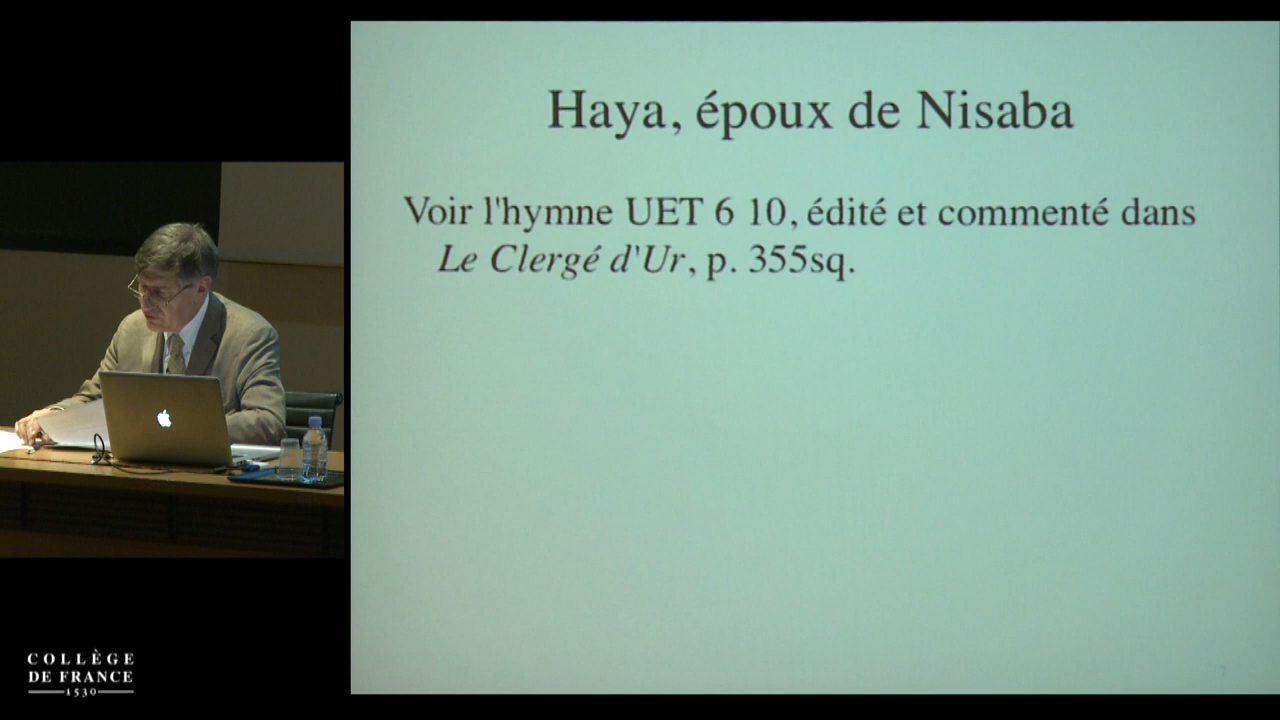 Haya, époux de Nisaba
Voir l'hymne UET 6 10, édité et commenté dans
Le Clergé d'Ur, p. 355sq.
COLLÈGE
DE FRANCE
1530